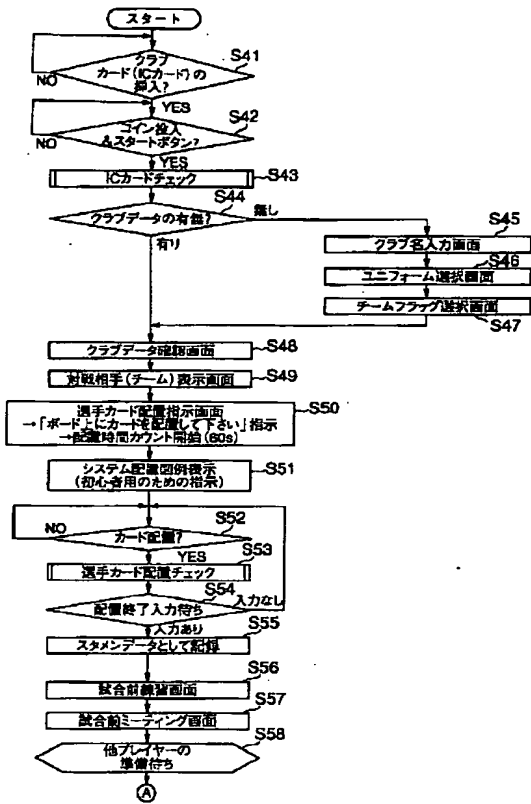 スタート
クラブ
カード(ICカード)の
挿入?
S41
NO
YES
コイン投入
&スタートボタン?
S42
NO
YES
ICカードチェック
S43
クラブデータの有無?
S44
無し
有り
クラブ名入力画面
S45
ユニフォーム選択画面
S46
チームフラッグ選択画面
S47
クラブデータ確認画面
S48
対戦相手(チーム)表示画面
S49
選手カード配置指示画面
→「ボード上にカードを配置して下さい」指示
→配置時間カウント開始(60s)
S50
システム配置図例表示
(初心者用のための指示)
S51
カード配置?
S52
NO
YES
選手カード配置チェック
S53
配置終了入力待ち
S54
入力なし
入力あり
スタメンデータとして記録
S55
試合前練習画面
S56
試合前ミーティング画面
S57
他プレイヤーの
準備待ち
S58
A